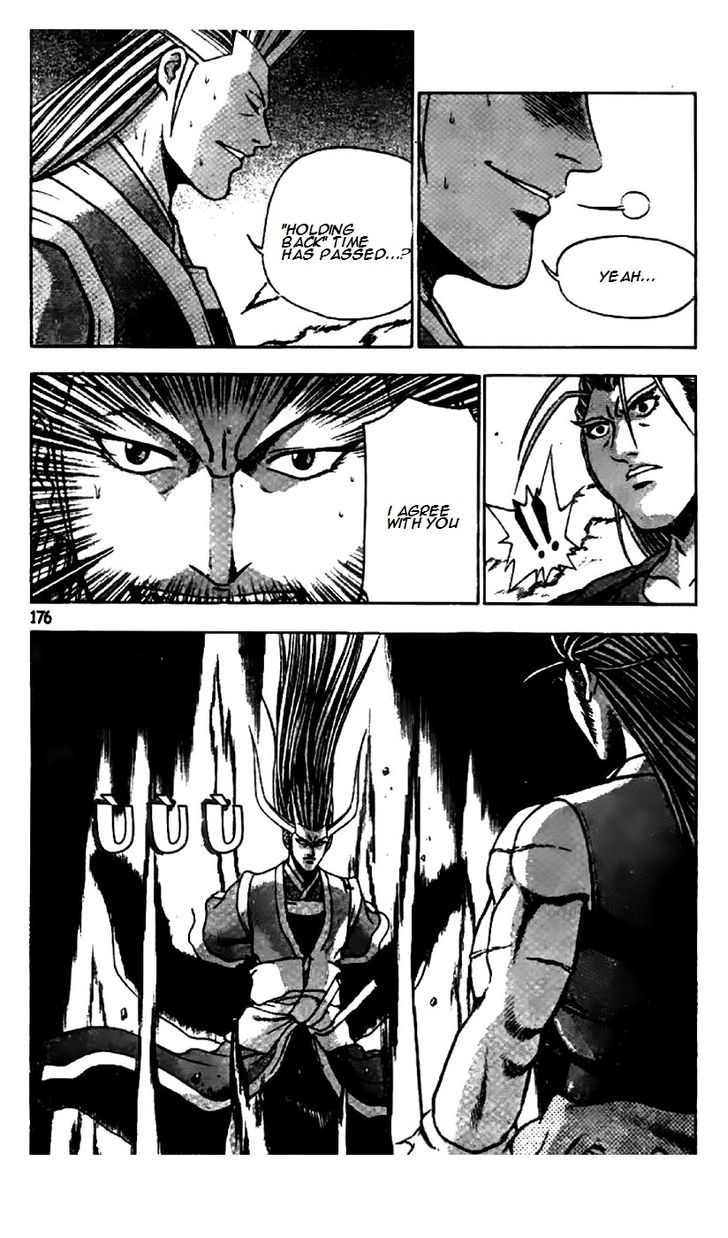 "HOLDING
BACK" TIME
HAS PASSED...?
YEAH...
I AGREE
WITH YOU
!!
176
Ù Ù Ù